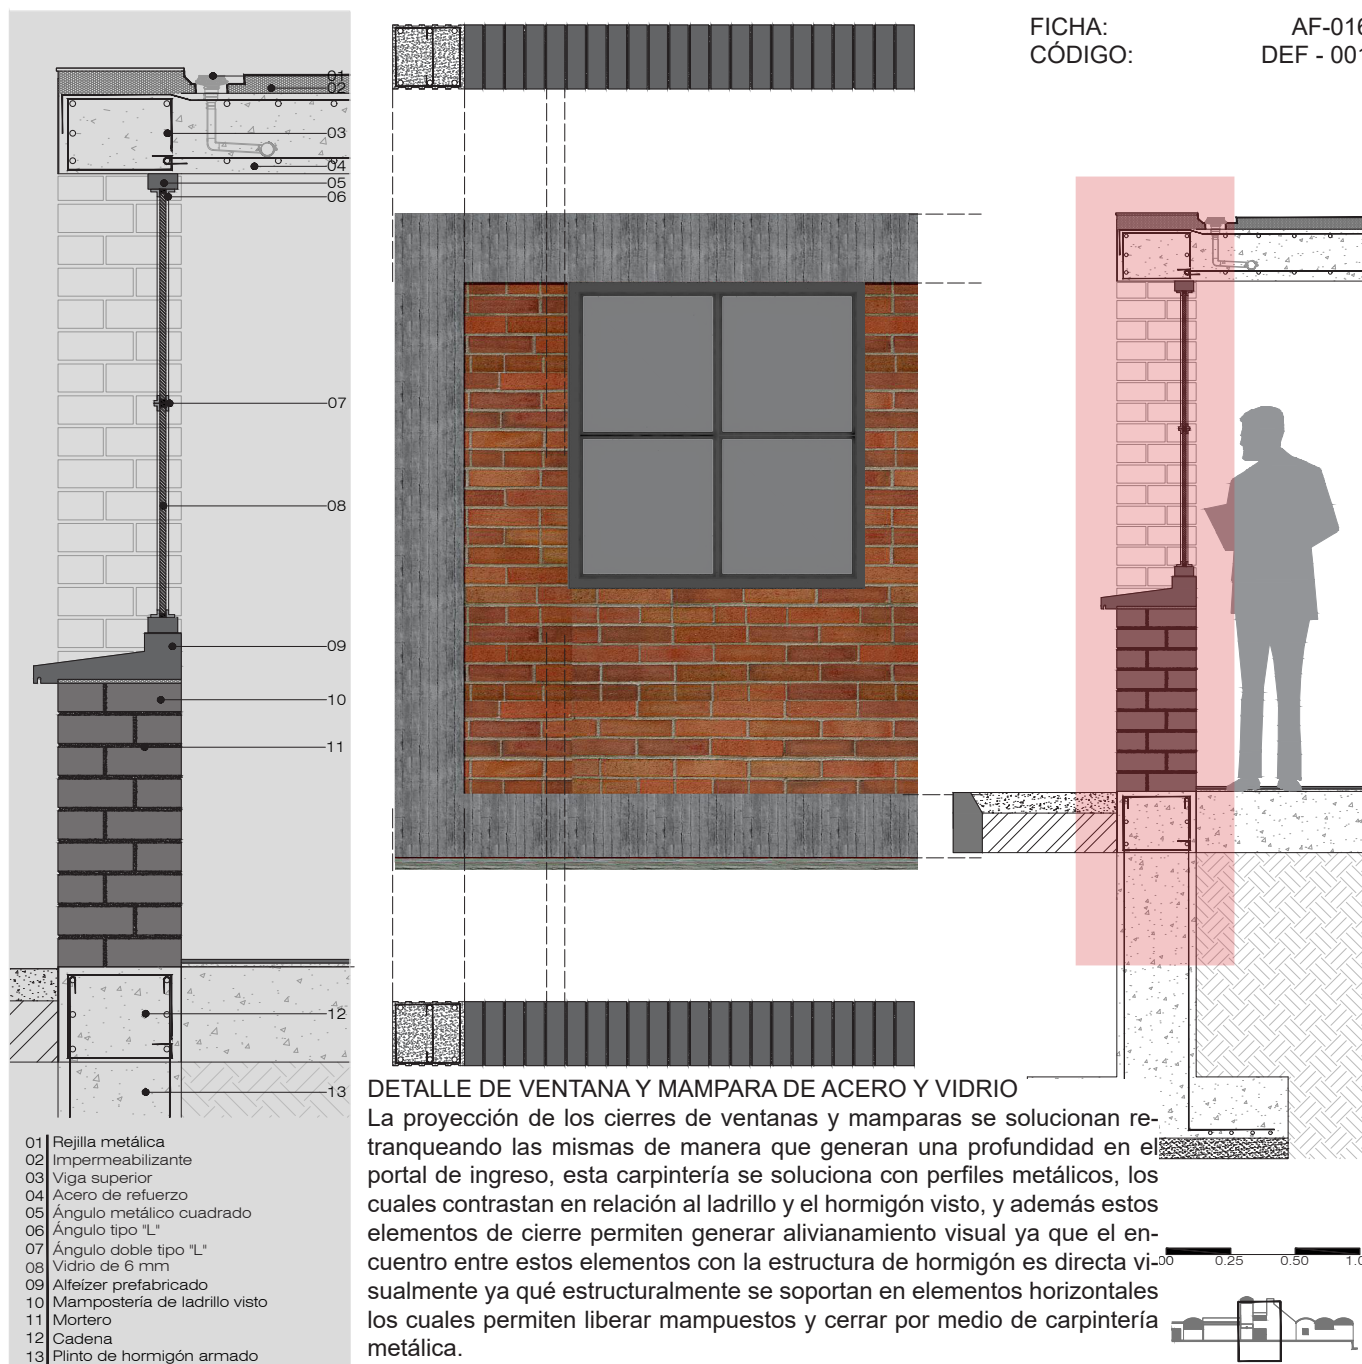 FICHA: AF-016
CÓDIGO: DEF - 001
01
02
03
04
05
06
07
08
09
10
11
12
13
DETALLE DE VENTANA Y MAMPARA DE ACERO Y VIDRIO
La proyección de los cierres de ventanas y mamparas se solucionan re-
tranqueando las mismas de manera que generan una profundidad en el
portal de ingreso, esta carpintería se soluciona con perfiles metálicos, los
cuales contrastan en relación al ladrillo y el hormigón visto, y además estos
elementos de cierre permiten generar alivianamiento visual ya que el en-
cuentro entre estos elementos con la estructura de hormigón es directa vi-
sualmente ya qué estructuralmente se soportan en elementos horizontales
los cuales permiten liberar mampuestos y cerrar por medio de carpintería
metálica.
01 Rejilla metálica
02 Impermeabilizante
03 Viga superior
04 Acero de refuerzo
05 Ángulo metálico cuadrado
06 Ángulo tipo "L"
07 Ángulo doble tipo "L"
08 Vidrio de 6 mm
09 Alfeízer prefabricado
10 Mampostería de ladrillo visto
11 Mortero
12 Cadena
13 Plinto de hormigón armado
.00 0.25 0.50 1.0